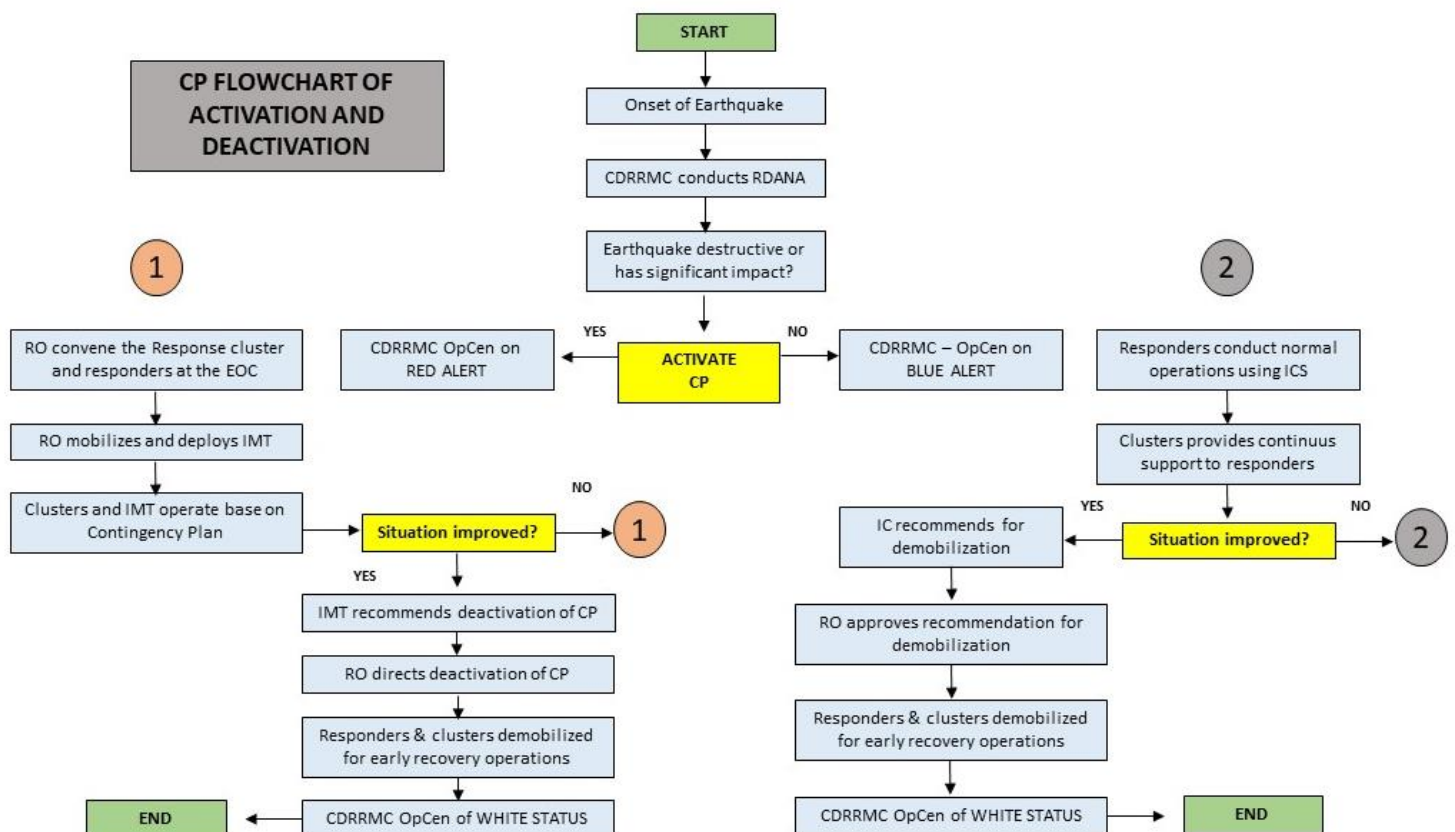 START
CP FLOWCHART OF
ACTIVATION AND
DEACTIVATION
Onset of Earthquake
CDRRMC conducts RDANA
Earthquake destructive or
has significant impact?
1
2
RO convene the Response cluster
and responders at the EOC
CDRRMC OpCen on
RED ALERT
YES
ACTIVATE
CP
NO
CDRRMC – OpCen on
BLUE ALERT
Responders conduct normal
operations using ICS
RO mobilizes and deploys IMT
Clusters provides continuus
support to responders
Clusters and IMT operate base on
Contingency Plan
Situation improved?
NO
1
YES
IC recommends for
demobilization
YES
Situation improved?
NO
2
IMT recommends deactivation of CP
RO approves recommendation for
demobilization
RO directs deactivation of CP
Responders & clusters demobilized
for early recovery operations
Responders & clusters demobilized
for early recovery operations
END
CDRRMC OpCen of WHITE STATUS
CDRRMC OpCen of WHITE STATUS
END